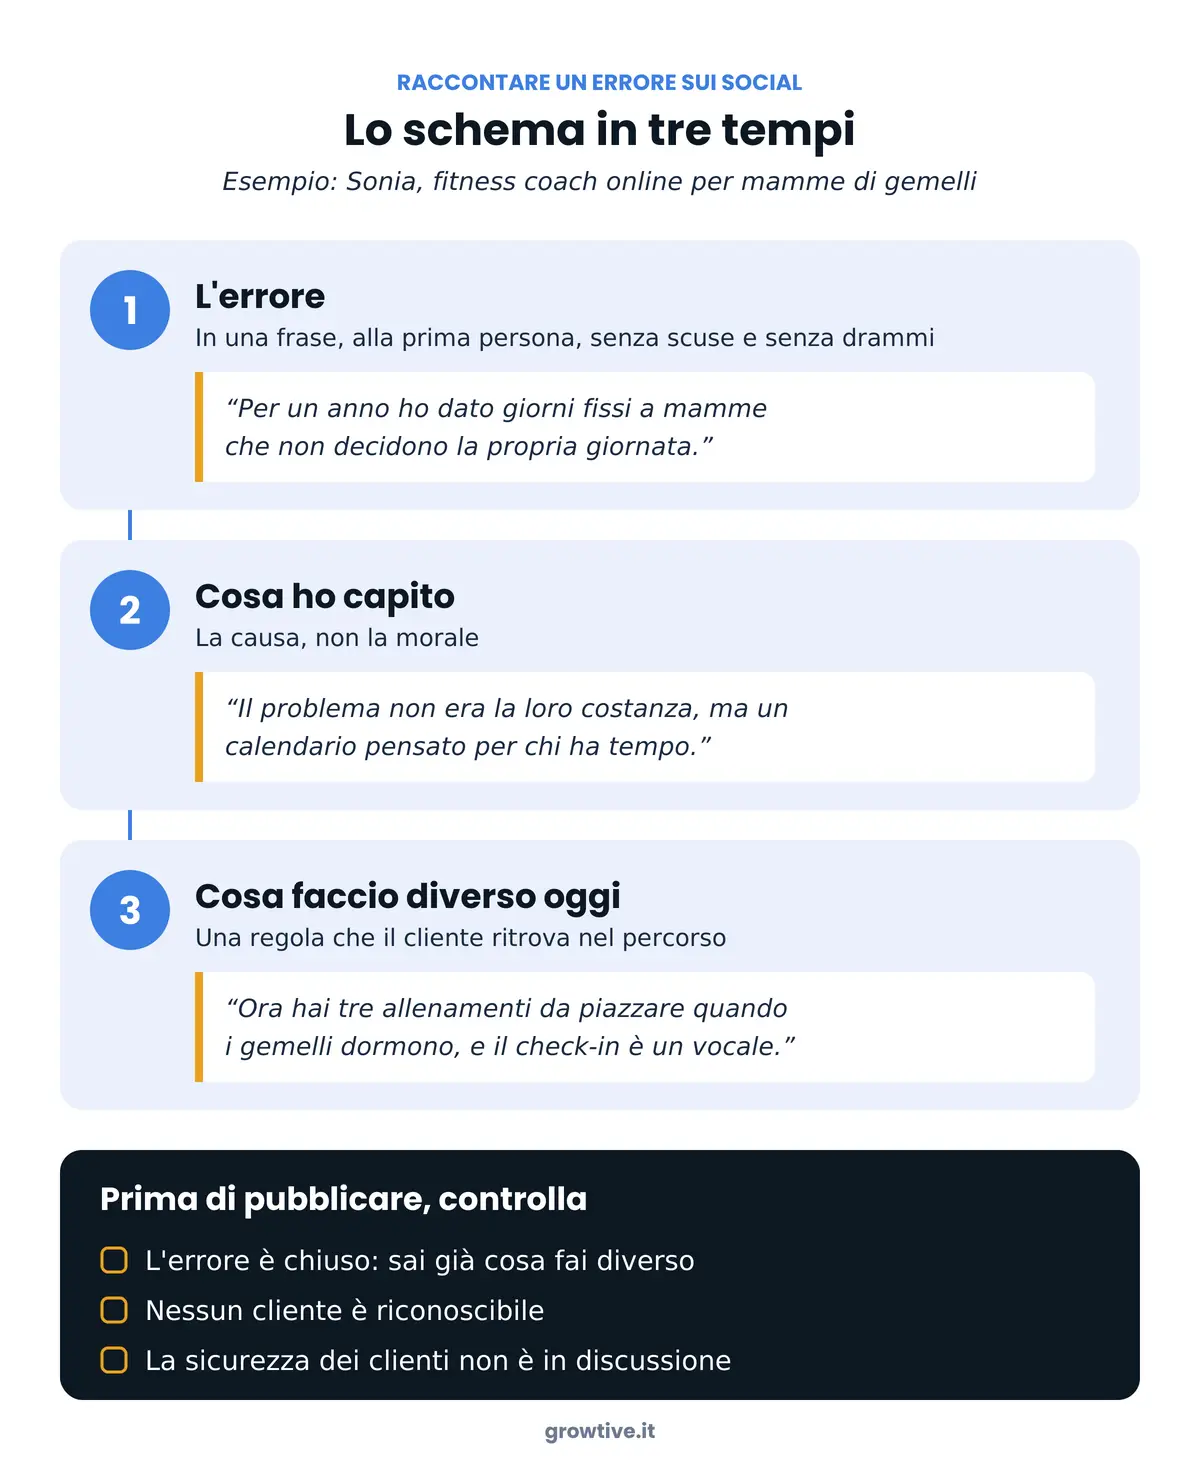 RACCONTARE UN ERRORE SUI SOCIAL
Lo schema in tre tempi
Esempio: Sonia, fitness coach online per mamme di gemelli
1
L'errore
In una frase, alla prima persona, senza scuse e senza drammi
“Per un anno ho dato giorni fissi a mamme
che non decidono la propria giornata.”
2
Cosa ho capito
La causa, non la morale
“Il problema non era la loro costanza, ma un
calendario pensato per chi ha tempo.”
3
Cosa faccio diverso oggi
Una regola che il cliente ritrova nel percorso
“Ora hai tre allenamenti da piazzare quando
i gemelli dormono, e il check-in è un vocale.”
Prima di pubblicare, controlla
L'errore è chiuso: sai già cosa fai diverso
Nessun cliente è riconoscibile
La sicurezza dei clienti non è in discussione
growtive.it